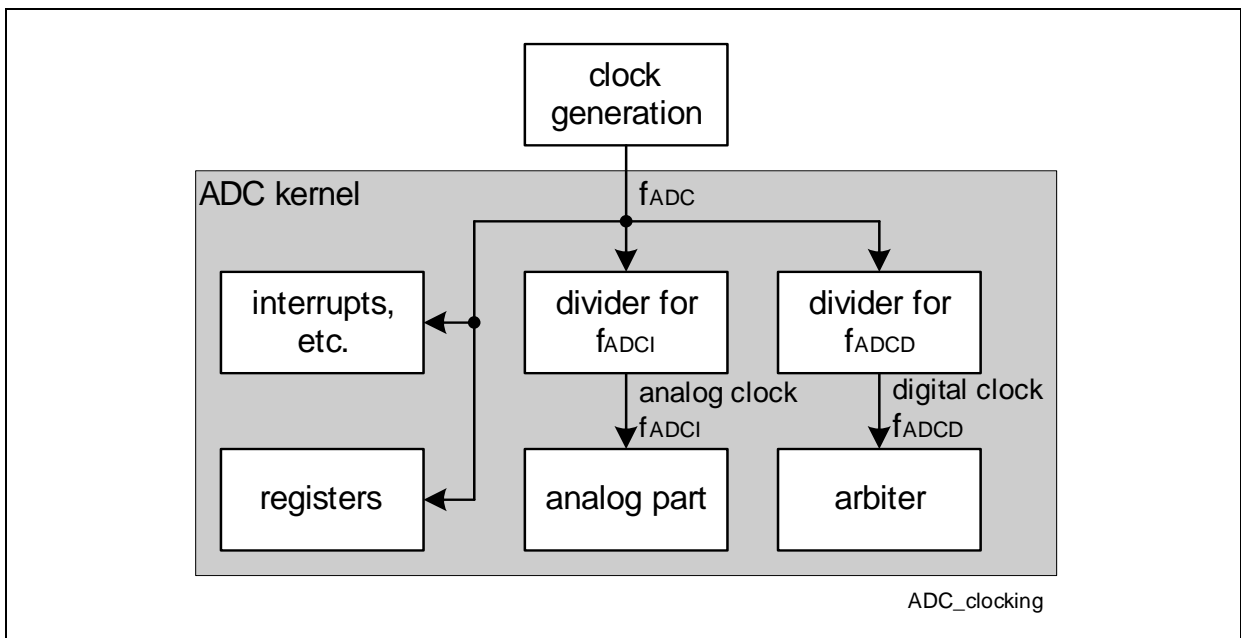 clock
generation
ADC kernel
fADC
interrupts,
etc.
divider for
fADCI
divider for
fADCD
analog clock
fADCI
digital clock
fADCD
registers
analog part
arbiter
ADC_clocking